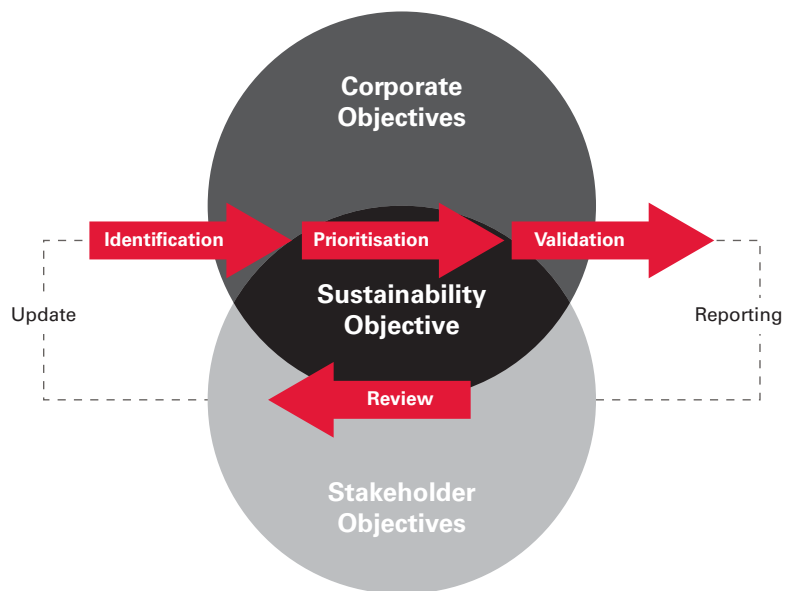 Corporate
Objectives
Identification
Prioritisation
Validation
Sustainability
Objective
Update
Reporting
Review
Stakeholder
Objectives